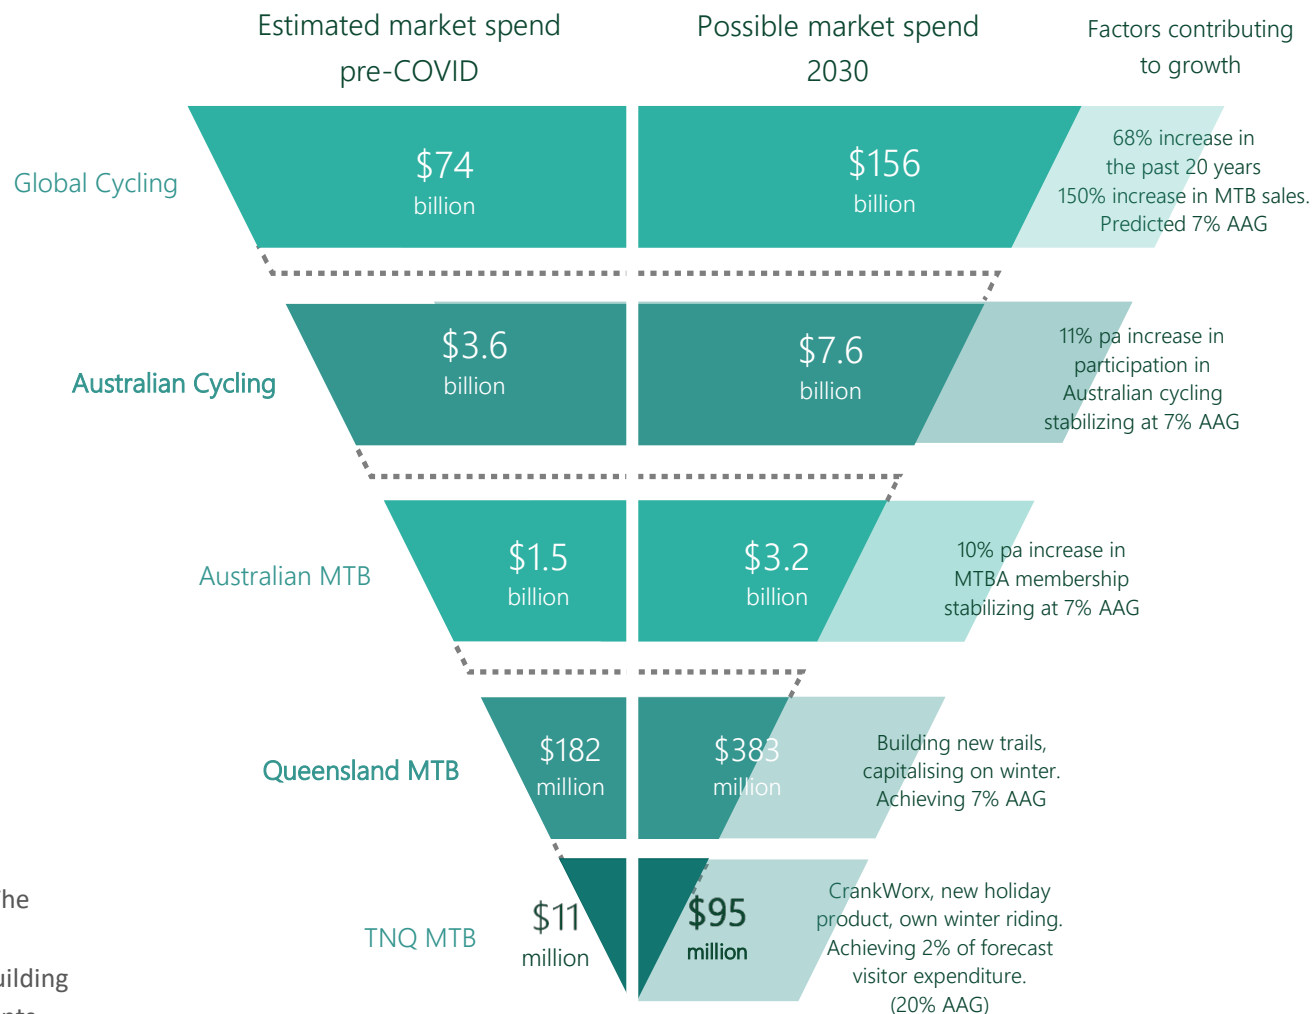 Estimated market spend
pre-COVID
Possible market spend
2030
Factors contributing
to growth
Global Cycling
$74
billion
$156
billion
68% increase in
the past 20 years
150% increase in MTB sales.
Predicted 7% AAG
Australian Cycling
$3.6
billion
$7.6
billion
11% pa increase in
participation in
Australian cycling
stabilizing at 7% AAG
Australian MTB
$1.5
billion
$3.2
billion
10% pa increase in
MTBA membership
stabilizing at 7% AAG
Queensland MTB
$182
million
$383
million
Building new trails,
capitalising on winter.
Achieving 7% AAG
TNQ MTB
$11
million
$95
million
CrankWorx, new holiday
product, own winter riding.
Achieving 2% of forecast
visitor expenditure.
(20% AAG)